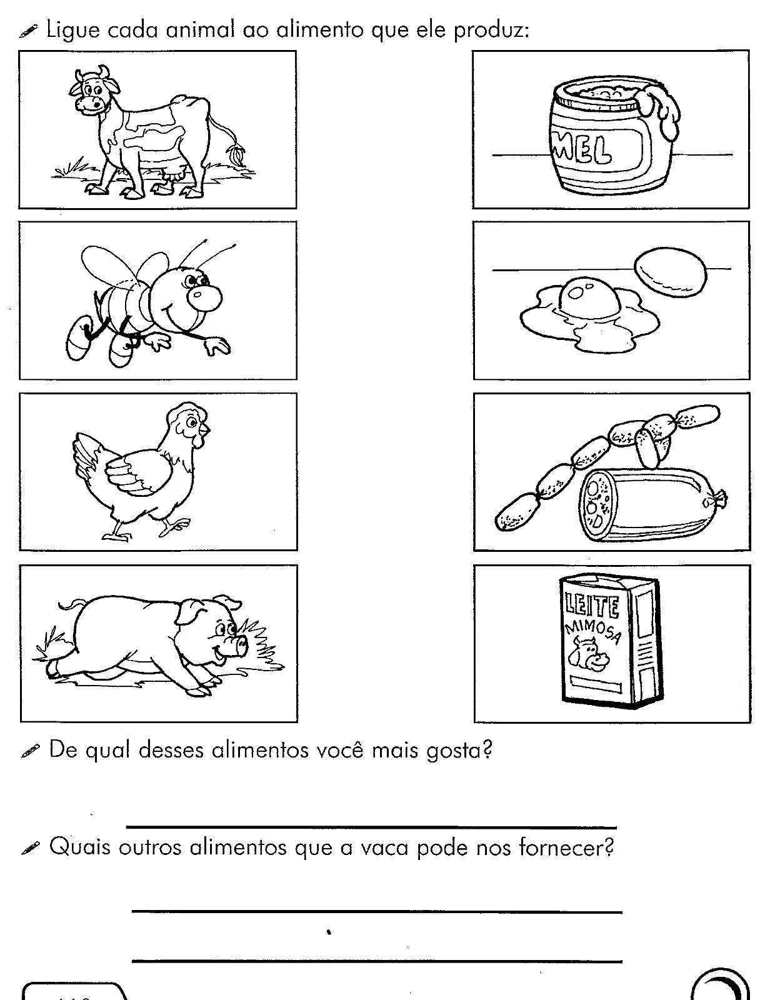 Ligue cada animal ao alimento que ele produz:
MEL
LEITE
MIMOSA
De qual desses alimentos você mais gosta?
Quais outros alimentos que a vaca pode nos fornecer?